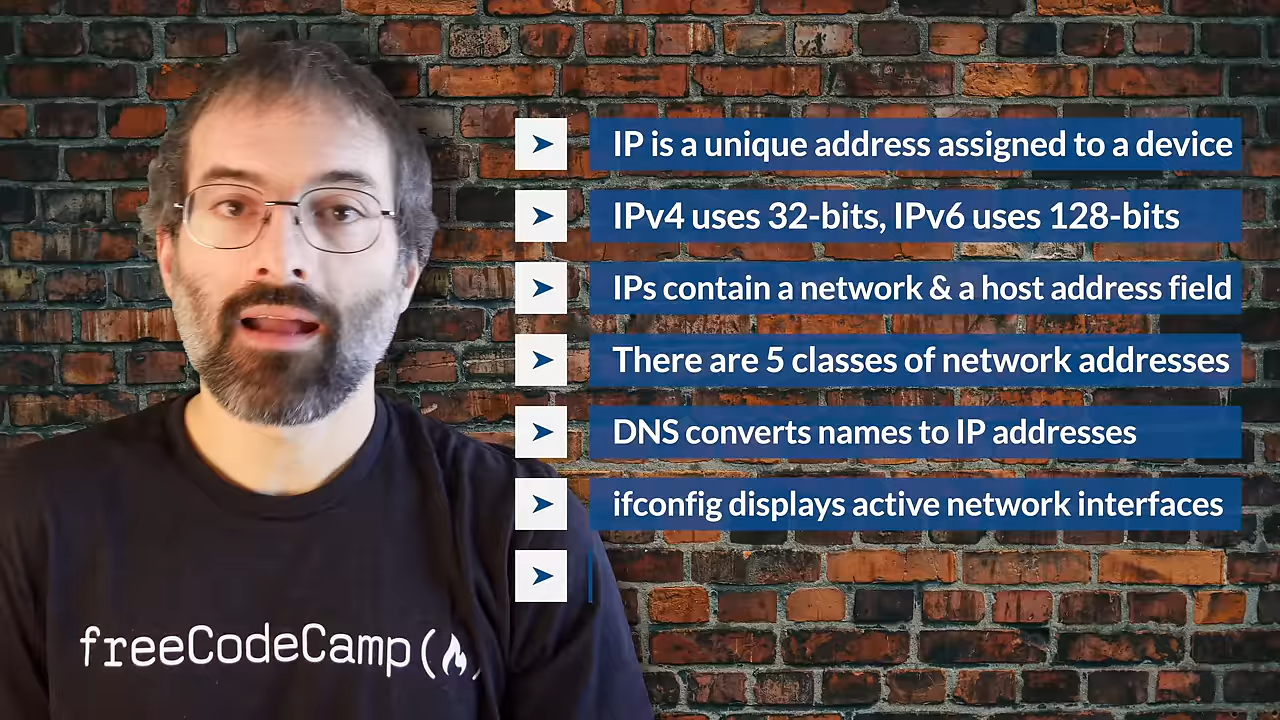 IP is a unique address assigned to a device
IPv4 uses 32-bits, IPv6 uses 128-bits
IPs contain a network & a host address field
There are 5 classes of network addresses
DNS converts names to IP addresses
ifconfig displays active network interfaces
freeCodeCamp(